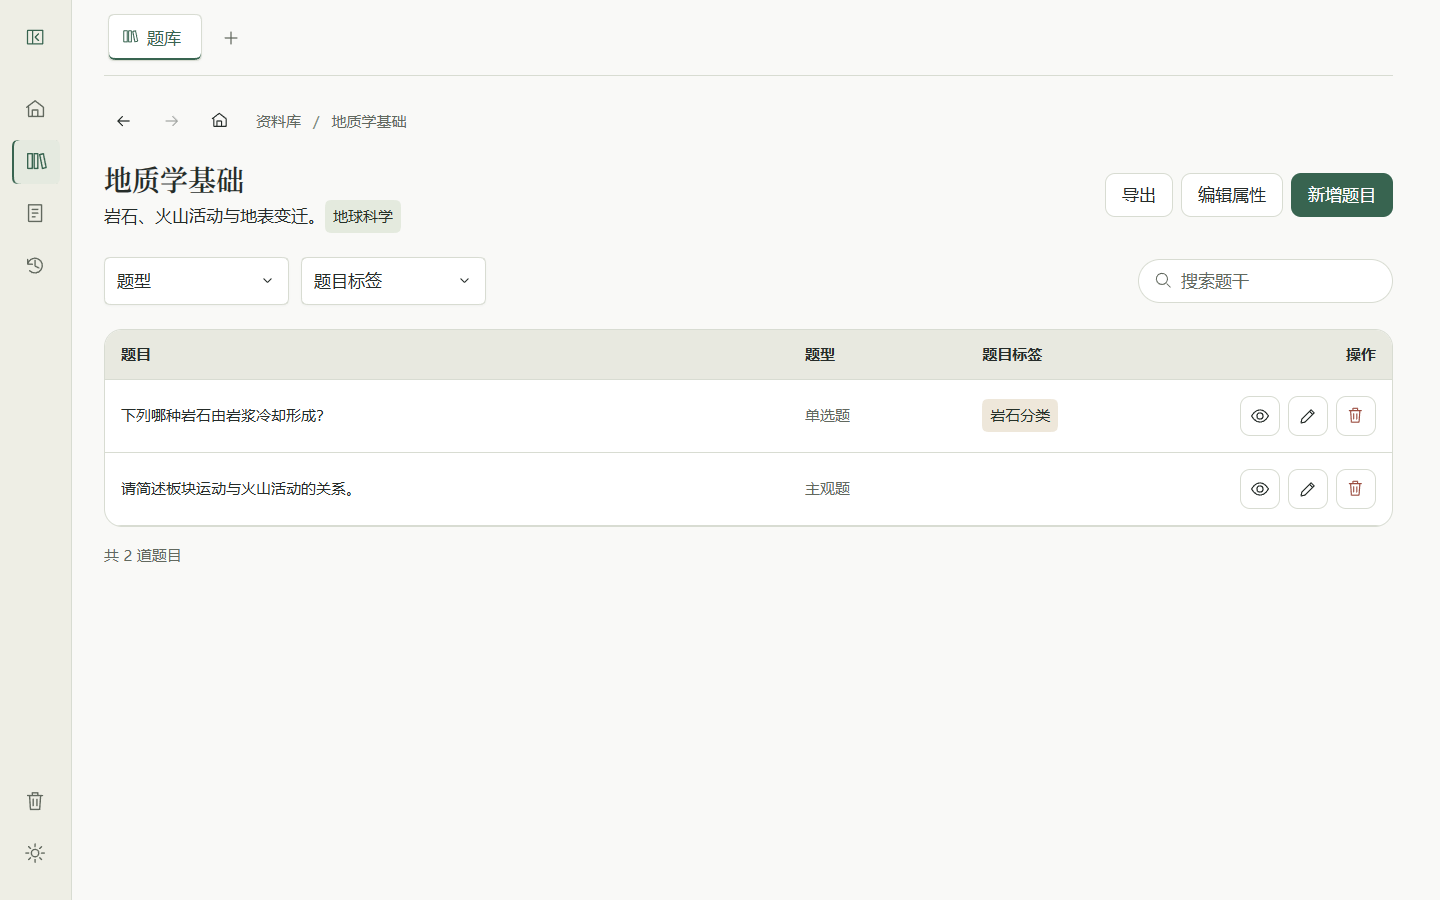 题库
资料库 / 地质学基础
地质学基础
岩石、火山活动与地表变迁。 地球科学
导出 编辑属性 新增题目
题型 题目标签 搜索题干
题目 题型 题目标签 操作
下列哪种岩石由岩浆冷却形成? 单选题 岩石分类
请简述板块运动与火山活动的关系。 主观题
共 2 道题目